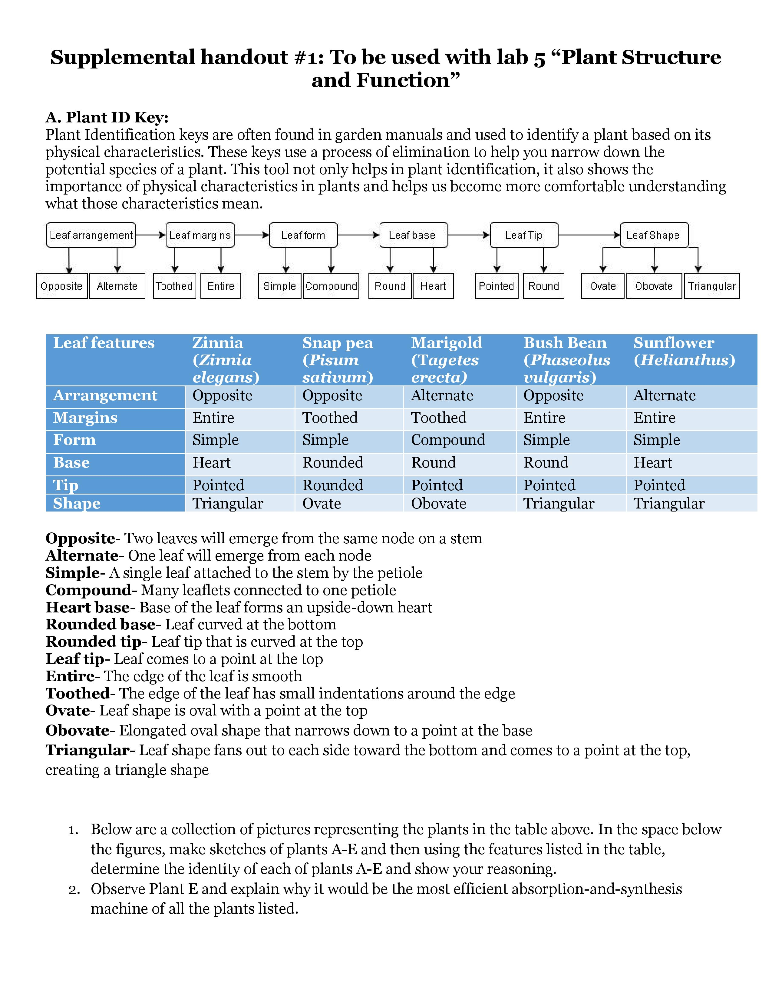 Supplemental handout #1: To be used with lab 5 “Plant Structure
and Function”
A. Plant ID Key:
Plant Identification keys are often found in garden manuals and used to identify a plant based on its
physical characteristics. These keys use a process of elimination to help you narrow down the
potential species of a plant. This tool not only helps in plant identification, it also shows the
importance of physical characteristics in plants and helps us become more comfortable understanding
what those characteristics mean.
Leaf arrangement Leaf margins Leaf form Leaf base Leaf Tip Leaf Shape
Opposite Alternate Toothed Entire Simple Compound Round Heart Pointed Round Ovate Obovate Triangular
Leaf features Zinnia Snap pea Marigold Bush Bean Sunflower
(Zinnia (Pisum (Tagetes (Phaseolus (Helianthus)
elegans) sativum) erecta) vulgaris)
Arrangement Opposite Opposite Alternate Opposite Alternate
Margins Entire Toothed Toothed Entire Entire
Form Simple Simple Compound Simple Simple
Base Heart Rounded Round Round Heart
Tip Pointed Rounded Pointed Pointed Pointed
Shape Triangular Ovate Obovate Triangular Triangular
Opposite- Two leaves will emerge from the same node on a stem
Alternate- One leaf will emerge from each node
Simple- A single leaf attached to the stem by the petiole
Compound- Many leaflets connected to one petiole
Heart base- Base of the leaf forms an upside-down heart
Rounded base- Leaf curved at the bottom
Rounded tip- Leaf tip that is curved at the top
Leaf tip- Leaf comes to a point at the top
Entire- The edge of the leaf is smooth
Toothed- The edge of the leaf has small indentations around the edge
Ovate- Leaf shape is oval with a point at the top
Obovate- Elongated oval shape that narrows down to a point at the base
Triangular- Leaf shape fans out to each side toward the bottom and comes to a point at the top,
creating a triangle shape
1. Below are a collection of pictures representing the plants in the table above. In the space below
the figures, make sketches of plants A-E and then using the features listed in the table,
determine the identity of each of plants A-E and show your reasoning.
2. Observe Plant E and explain why it would be the most efficient absorption-and-synthesis
machine of all the plants listed.